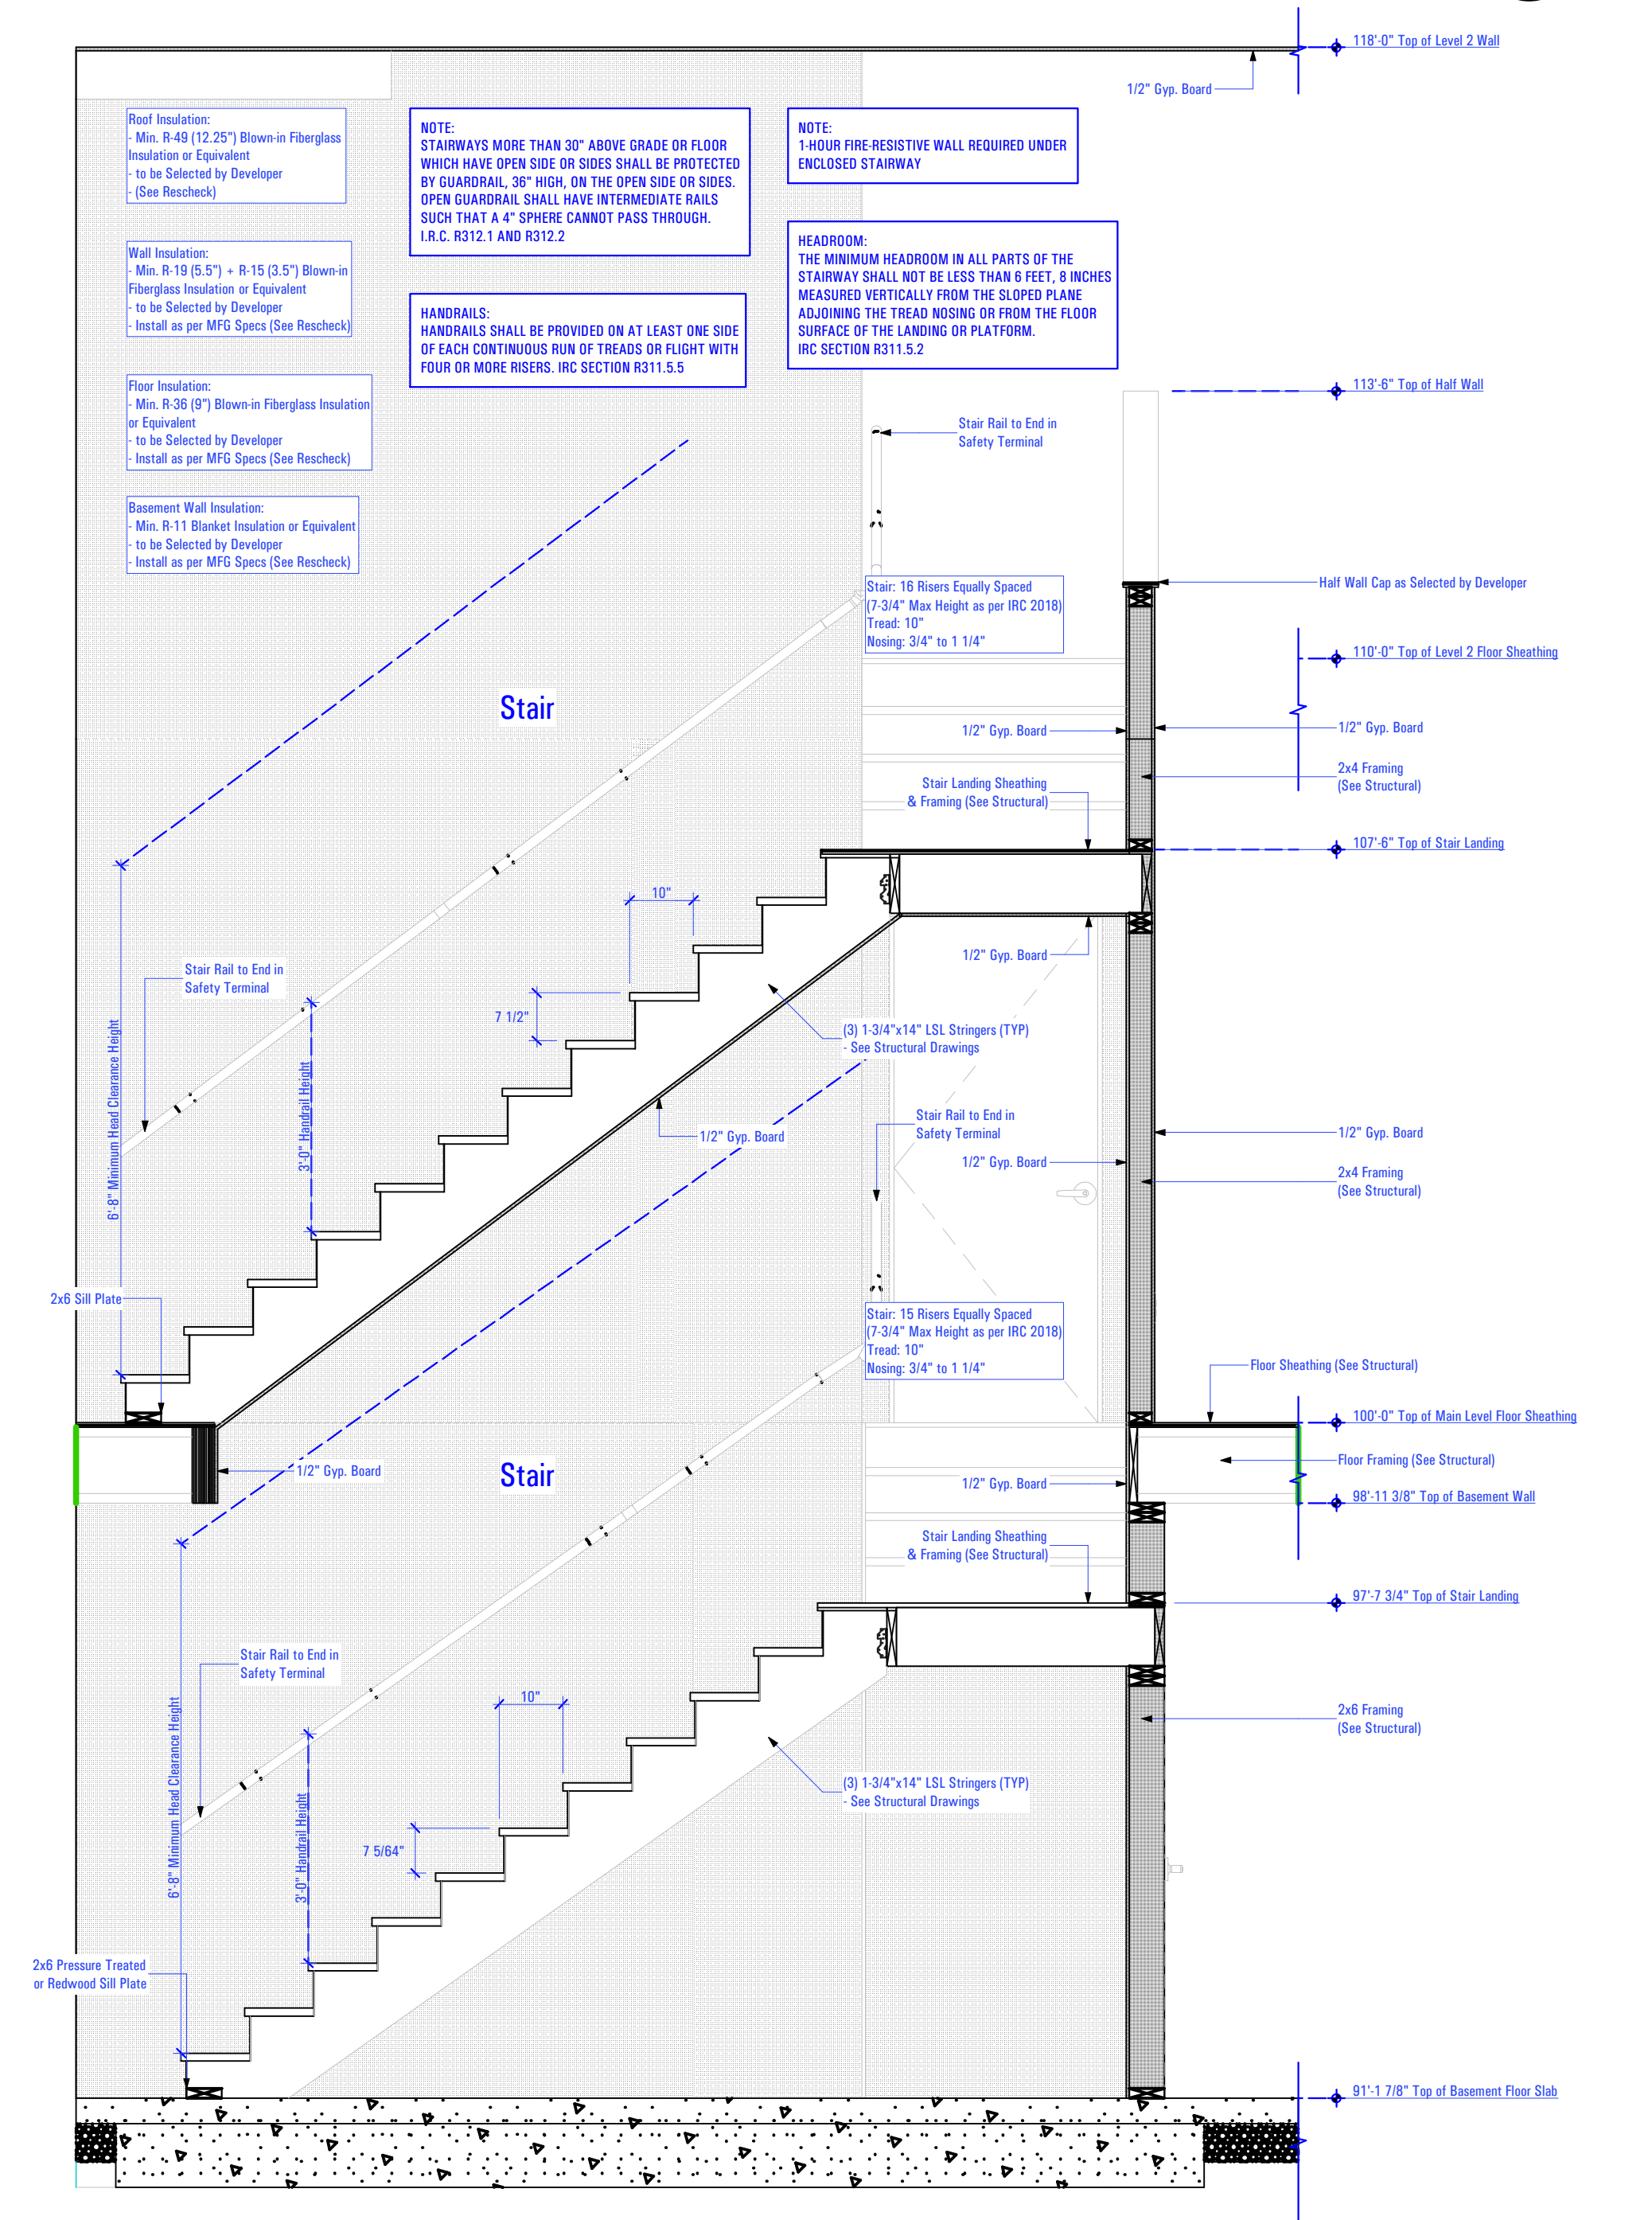 118'-0" Top of Level 2 Wall
1/2" Gyp. Board
Roof Insulation:
- Min. R-49 (12.25") Blown-in Fiberglass
Insulation or Equivalent
- to be Selected by Developer
- (See Rescheck)
NOTE:
STAIRWAYS MORE THAN 30" ABOVE GRADE OR FLOOR
WHICH HAVE OPEN SIDE OR SIDES SHALL BE PROTECTED
BY GUARDRAIL, 36" HIGH, ON THE OPEN SIDE OR SIDES.
OPEN GUARDRAIL SHALL HAVE INTERMEDIATE RAILS
SUCH THAT A 4" SPHERE CANNOT PASS THROUGH.
I.R.C. R312.1 AND R312.2
NOTE:
1-HOUR FIRE-RESISTIVE WALL REQUIRED UNDER
ENCLOSED STAIRWAY
Wall Insulation:
- Min. R-19 (5.5") + R-15 (3.5") Blown-in
Fiberglass Insulation or Equivalent
- to be Selected by Developer
- Install as per MFG Specs (See Rescheck)
HANDRAILS:
HANDRAILS SHALL BE PROVIDED ON AT LEAST ONE SIDE
OF EACH CONTINUOUS RUN OF TREADS OR FLIGHT WITH
FOUR OR MORE RISERS. IRC SECTION R311.5.5
HEADROOM:
THE MINIMUM HEADROOM IN ALL PARTS OF THE
STAIRWAY SHALL NOT BE LESS THAN 6 FEET, 8 INCHES
MEASURED VERTICALLY FROM THE SLOPED PLANE
ADJOINING THE TREAD NOSING OR FROM THE FLOOR
SURFACE OF THE LANDING OR PLATFORM.
IRC SECTION R311.5.2
Floor Insulation:
- Min. R-36 (9") Blown-in Fiberglass Insulation
or Equivalent
- to be Selected by Developer
- Install as per MFG Specs (See Rescheck)
113'-6" Top of Half Wall
Stair Rail to End in
Safety Terminal
Basement Wall Insulation:
- Min. R-11 Blanket Insulation or Equivalent
- to be Selected by Developer
- Install as per MFG Specs (See Rescheck)
Stair: 16 Risers Equally Spaced
(7-3/4" Max Height as per IRC 2018)
Tread: 10"
Nosing: 3/4" to 1 1/4"
Half Wall Cap as Selected by Developer
110'-0" Top of Level 2 Floor Sheathing
Stair
1/2" Gyp. Board
1/2" Gyp. Board
2x4 Framing
(See Structural)
Stair Landing Sheathing
& Framing (See Structural)
107'-6" Top of Stair Landing
10"
1/2" Gyp. Board
Stair Rail to End in
Safety Terminal
7 1/2"
(3) 1-3/4"x14" LSL Stringers (TYP)
- See Structural Drawings
6'-8" Minimum Head Clearance Height
3'-0" Handrail Height
1/2" Gyp. Board
Stair Rail to End in
Safety Terminal
1/2" Gyp. Board
1/2" Gyp. Board
2x4 Framing
(See Structural)
2x6 Sill Plate
Stair: 15 Risers Equally Spaced
(7-3/4" Max Height as per IRC 2018)
Tread: 10"
Nosing: 3/4" to 1 1/4"
Floor Sheathing (See Structural)
100'-0" Top of Main Level Floor Sheathing
1/2" Gyp. Board
Stair
1/2" Gyp. Board
Floor Framing (See Structural)
98'-11 3/8" Top of Basement Wall
Stair Landing Sheathing
& Framing (See Structural)
97'-7 3/4" Top of Stair Landing
Stair Rail to End in
Safety Terminal
10"
2x6 Framing
(See Structural)
6'-8" Minimum Head Clearance Height
3'-0" Handrail Height
7 5/64"
(3) 1-3/4"x14" LSL Stringers (TYP)
- See Structural Drawings
2x6 Pressure Treated
or Redwood Sill Plate
91'-1 7/8" Top of Basement Floor Slab